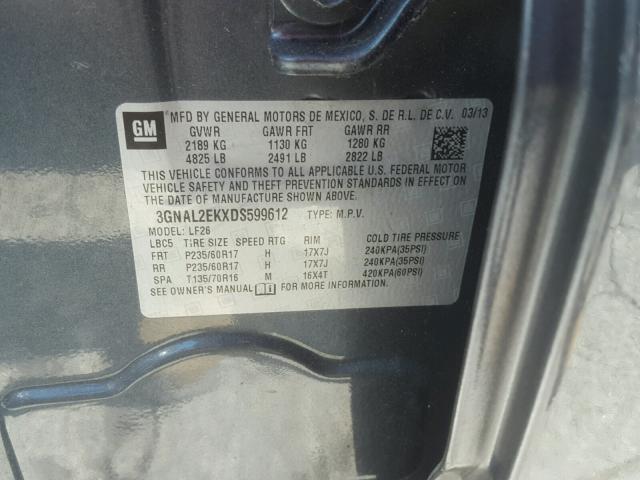 GM
MFD BY GENERAL MOTORS DE MEXICO, S. DE R.L. DE C.V. 03/13
GVWR GAWR FRT GAWR RR
2189 KG 1130 KG 1280 KG
4825 LB 2491 LB 2822 LB
THIS VEHICLE CONFORMS TO ALL APPLICABLE U.S. FEDERAL MOTOR
VEHICLE SAFETY AND THEFT PREVENTION STANDARDS IN EFFECT ON
THE DATE OF MANUFACTURE SHOWN ABOVE.
3GNAL2EKXDS599612 TYPE: M.P.V.
MODEL: LF26
LBC5 TIRE SIZE SPEED RTG RIM COLD TIRE PRESSURE
FRT P235/60R17 H 17X7J 240KPA(35PSI)
RR P235/60R17 H 17X7J 240KPA(35PSI)
SPA T135/70R16 M 16X4T 420KPA(60PSI)
SEE OWNER'S MANUAL FOR MORE INFORMATION.